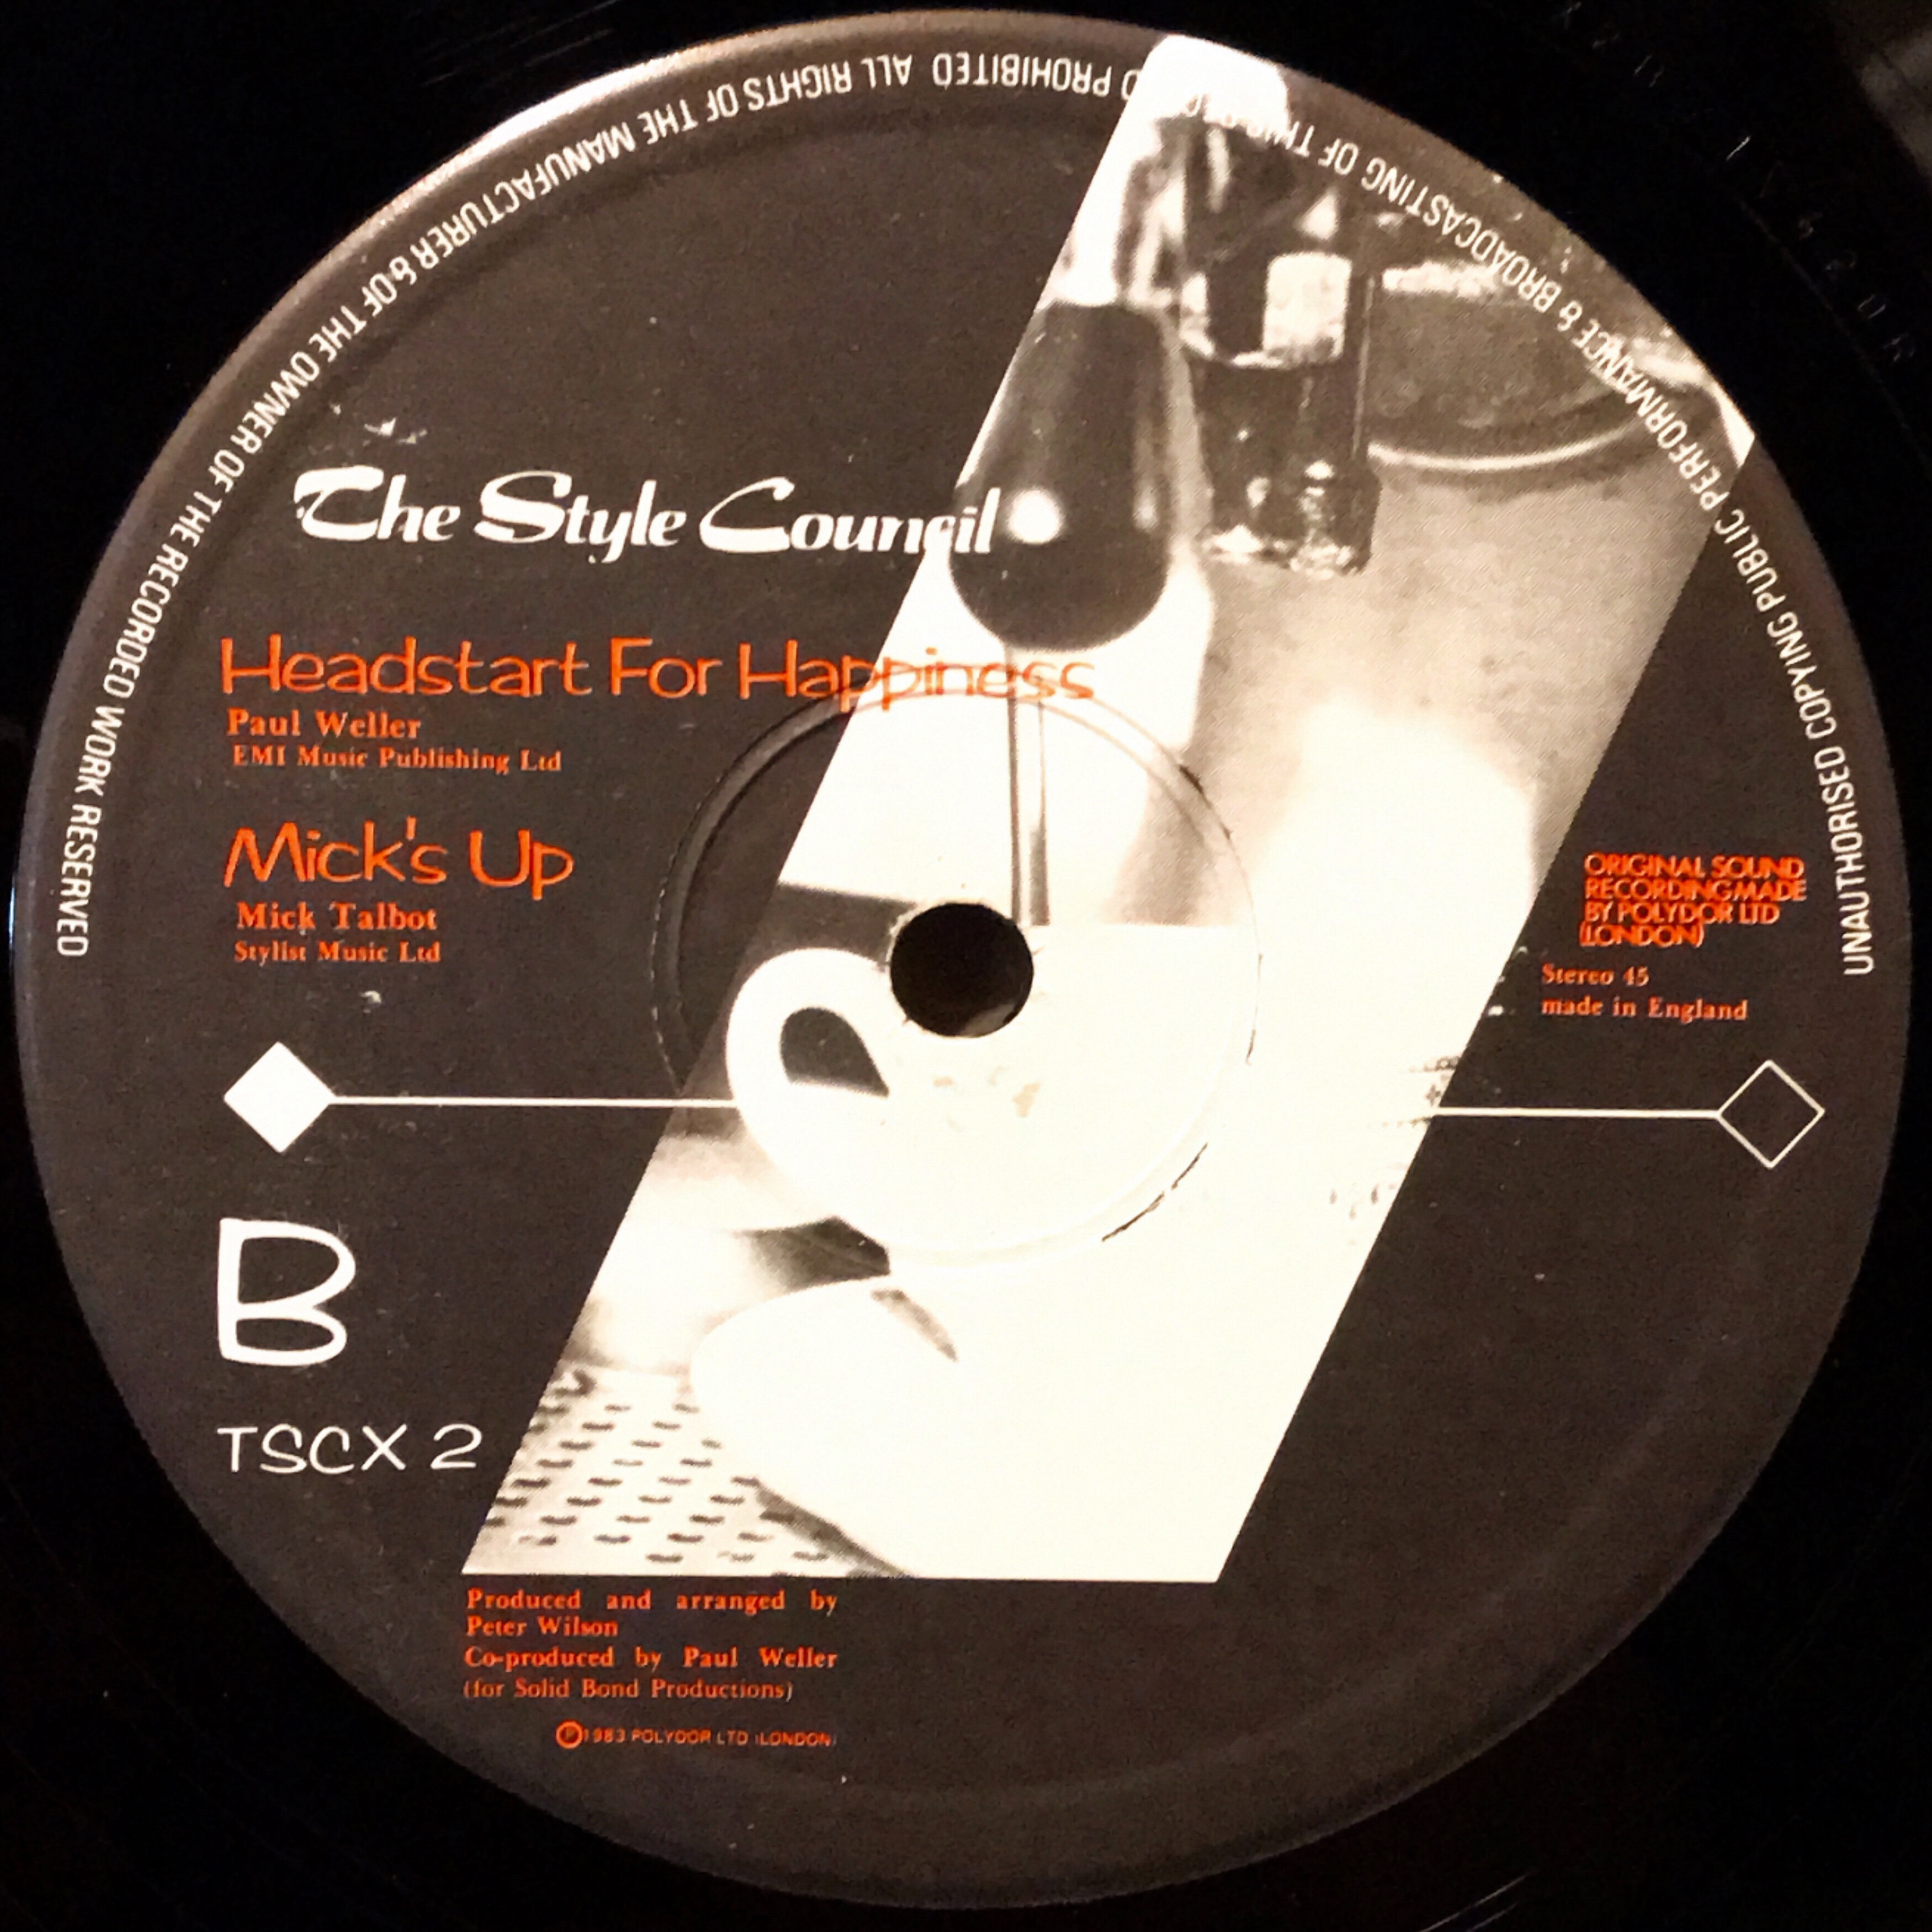 UNAUTHORISED COPYING PUBLIC PERFORMANCE & BROADCASTING OF THIS PROHIBITED ALL RIGHTS OF THE MANUFACTURER & OF THE OWNER OF THE RECORDED WORK RESERVED
The Style Council
Headstart For Happiness
Paul Weller
EMI Music Publishing Ltd
Mick's Up
Mick Talbot
Stylist Music Ltd
ORIGINAL SOUND
RECORDING MADE
BY POLYDOR LTD
(LONDON)
Stereo 45
made in England
B
TSCX 2
Produced and arranged by
Peter Wilson
Co-produced by Paul Weller
(for Solid Bond Productions)
℗1983 POLYDOR LTD (LONDON)